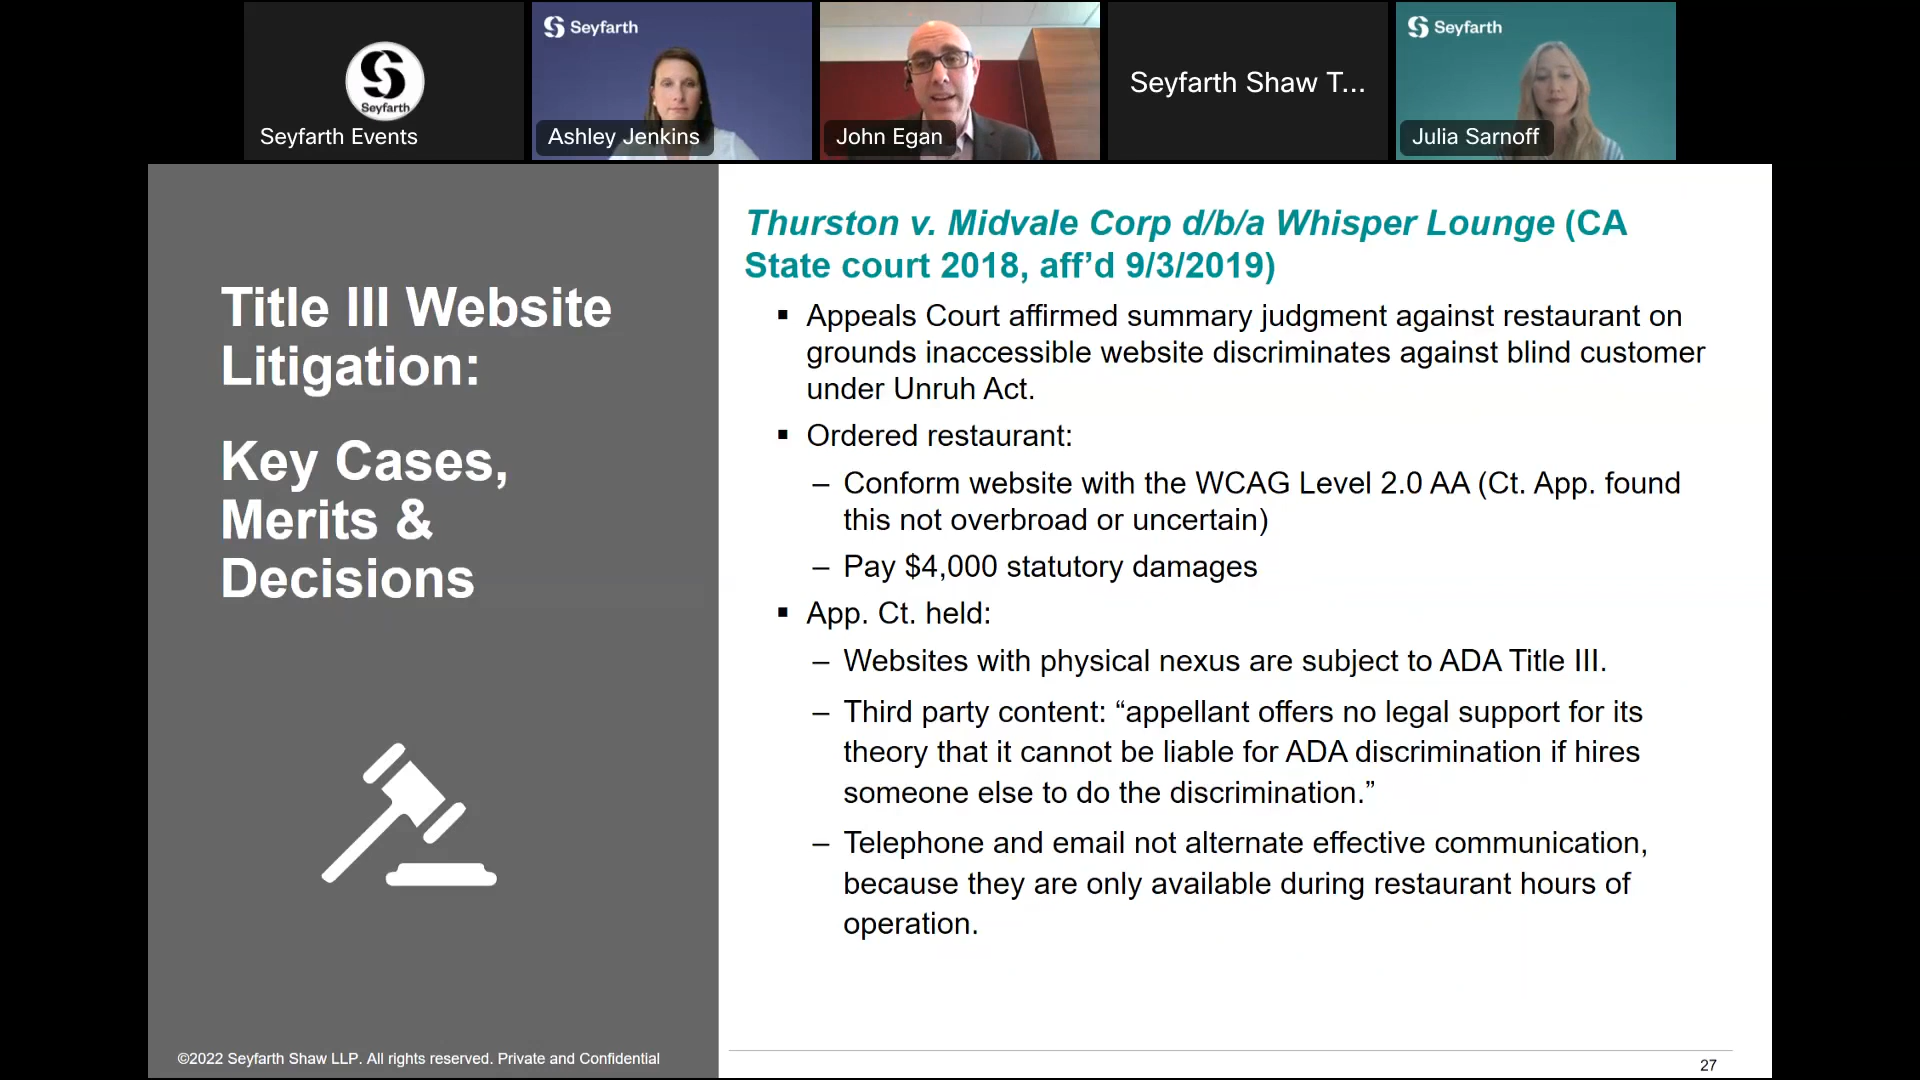 Seyfarth
Seyfarth Events
Seyfarth
Ashley Jenkins
John Egan
Seyfarth Shaw T...
Seyfarth
Julia Sarnoff
Title III Website
Litigation:
Key Cases,
Merits &
Decisions
©2022 Seyfarth Shaw LLP. All rights reserved. Private and Confidential
Thurston v. Midvale Corp d/b/a Whisper Lounge (CA
State court 2018, aff’d 9/3/2019)
▪ Appeals Court affirmed summary judgment against restaurant on
grounds inaccessible website discriminates against blind customer
under Unruh Act.
▪ Ordered restaurant:
– Conform website with the WCAG Level 2.0 AA (Ct. App. found
this not overbroad or uncertain)
– Pay $4,000 statutory damages
▪ App. Ct. held:
– Websites with physical nexus are subject to ADA Title III.
– Third party content: “appellant offers no legal support for its
theory that it cannot be liable for ADA discrimination if hires
someone else to do the discrimination.”
– Telephone and email not alternate effective communication,
because they are only available during restaurant hours of
operation.
27